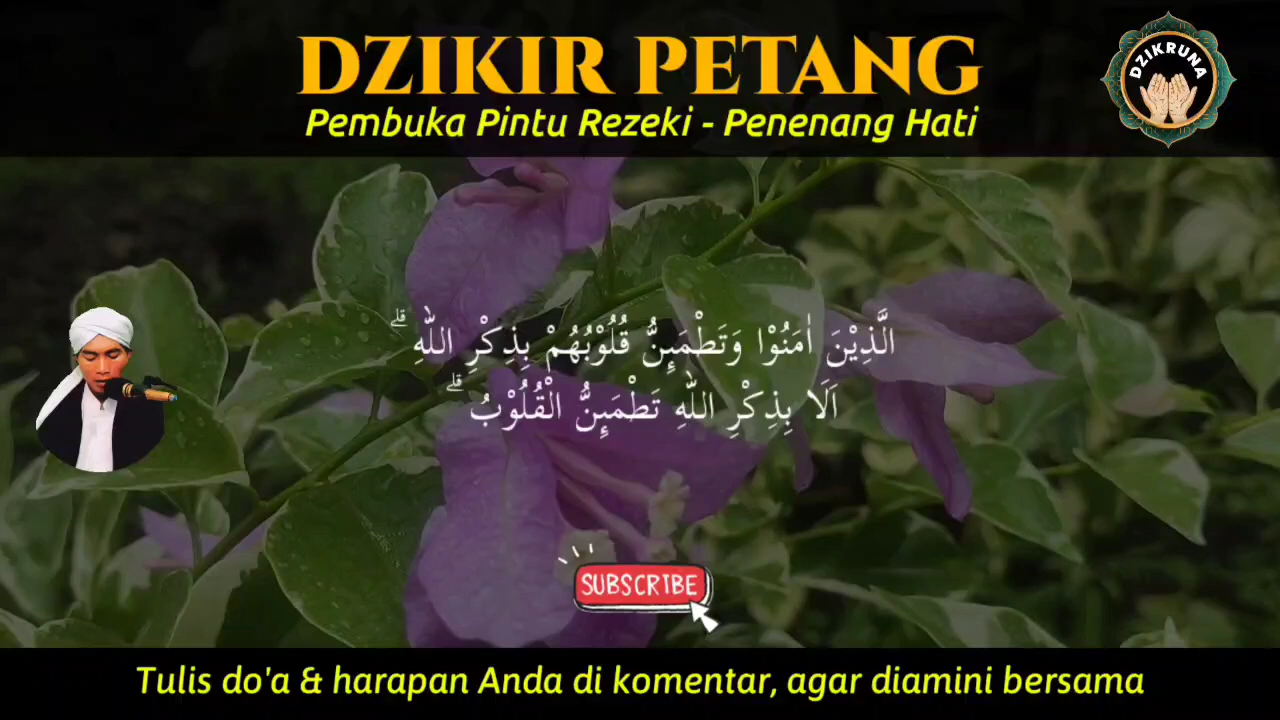 DZIKIR PETANG
Pembuka Pintu Rezeki - Penenang Hati
DZIKRUNA
الَّذِيْنَ اٰمَنُوْا وَتَطْمَىِٕنُّ قُلُوْبُهُمْ بِذِكْرِ اللّٰهِ ۗ
اَلَا بِذِكْرِ اللّٰهِ تَطْمَىِٕنُّ الْقُلُوْبُ ۗ
SUBSCRIBE
Tulis do'a & harapan Anda di komentar, agar diamini bersama